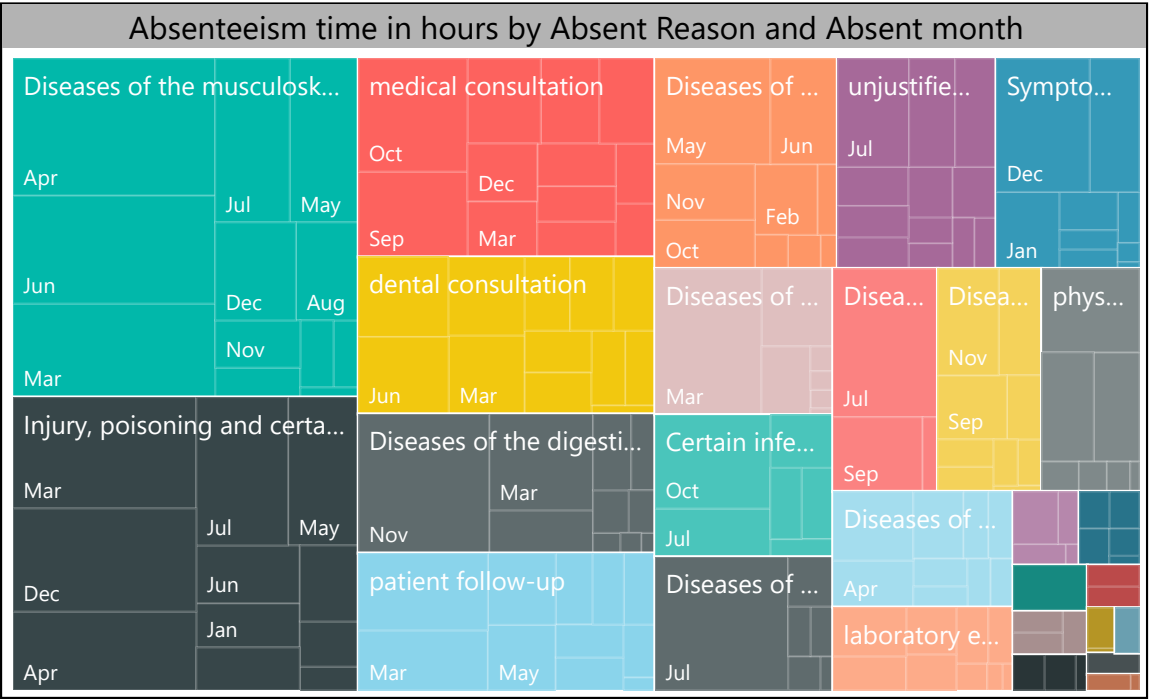 Absenteeism time in hours by Absent Reason and Absent month
Diseases of the musculosk...
Apr
Jul
May
Jun
Dec
Aug
Nov
Mar
Injury, poisoning and certa...
Mar
Jul
May
Dec
Jun
Jan
Apr
medical consultation
Oct
Dec
Sep
Mar
dental consultation
Jun
Mar
Diseases of the digesti...
Mar
Nov
patient follow-up
Mar
May
Diseases of ...
May
Jun
Nov
Feb
Oct
unjustifie...
Jul
Sympto...
Dec
Jan
Diseases of ...
Mar
Disea...
Jul
Sep
Disea...
Nov
Sep
phys...
Certain infe...
Oct
Jul
Diseases of ...
Jul
Diseases of ...
Apr
laboratory e...